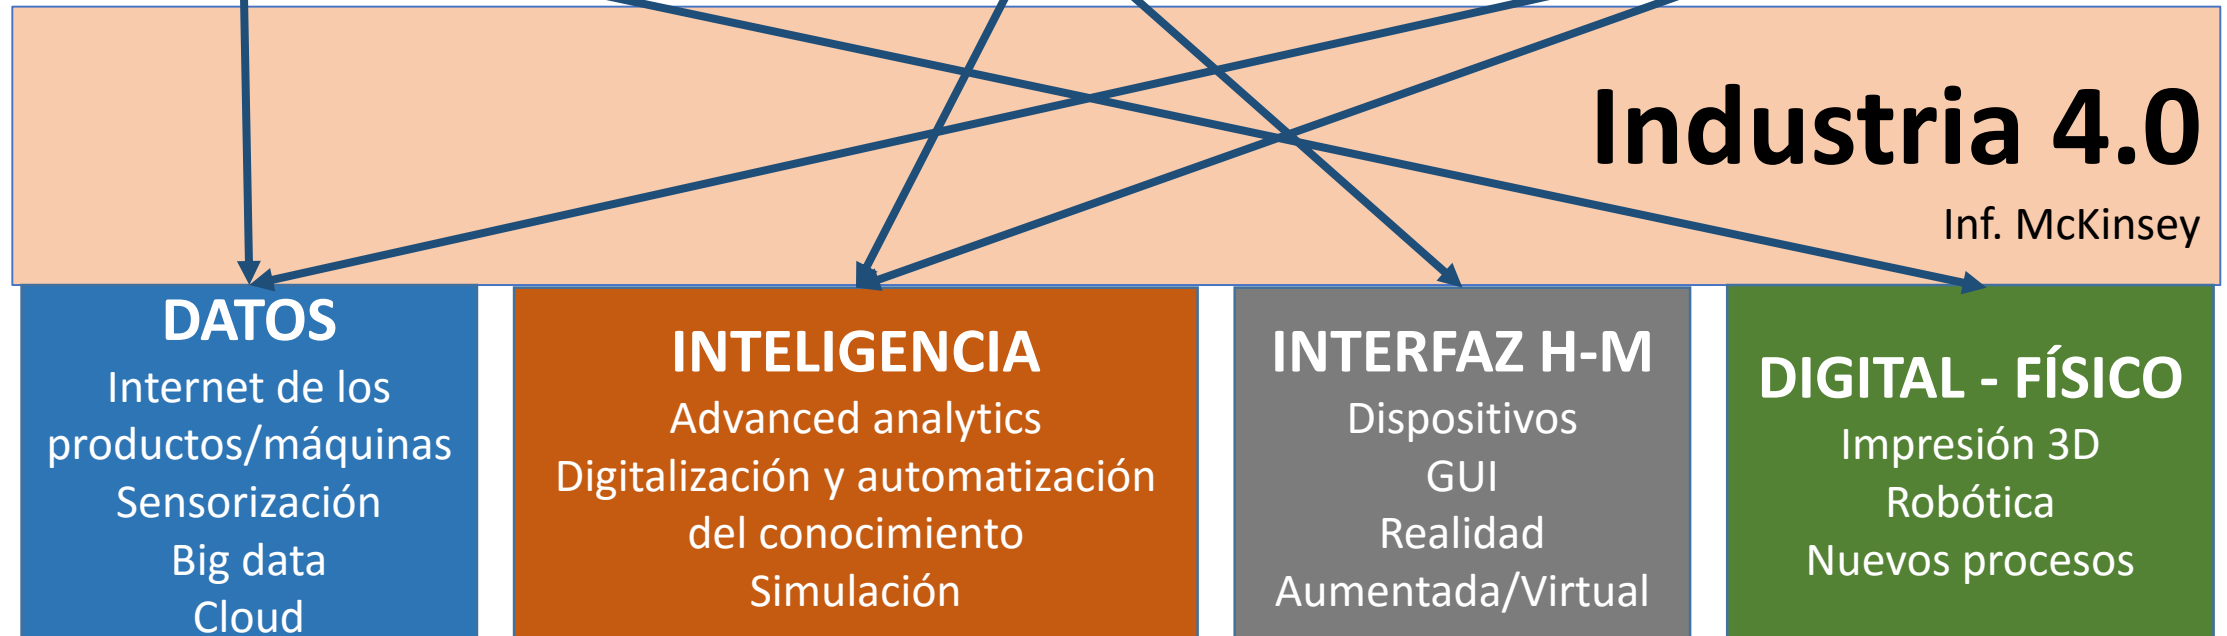 Industria 4.0
Inf. McKinsey
DATOS
Internet de los
productos/máquinas
Sensorización
Big data
Cloud
INTELIGENCIA
Advanced analytics
Digitalización y automatización
del conocimiento
Simulación
INTERFAZ H-M
Dispositivos
GUI
Realidad
Aumentada/Virtual
DIGITAL - FÍSICO
Impresión 3D
Robótica
Nuevos procesos